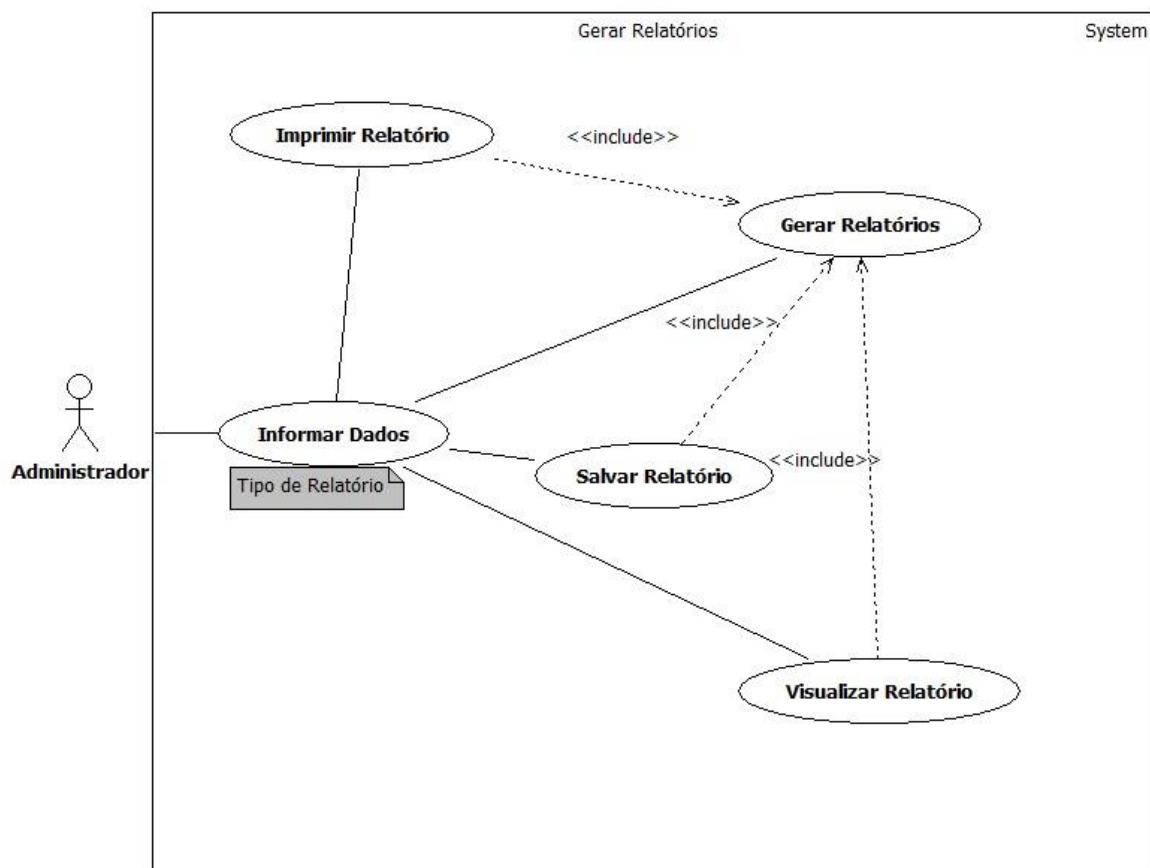 Gerar Relatórios
System
Imprimir Relatório
<<include>>
Gerar Relatórios
<<include>>
Administrador
Informar Dados
Tipo de Relatório
Salvar Relatório
<<include>>
Visualizar Relatório